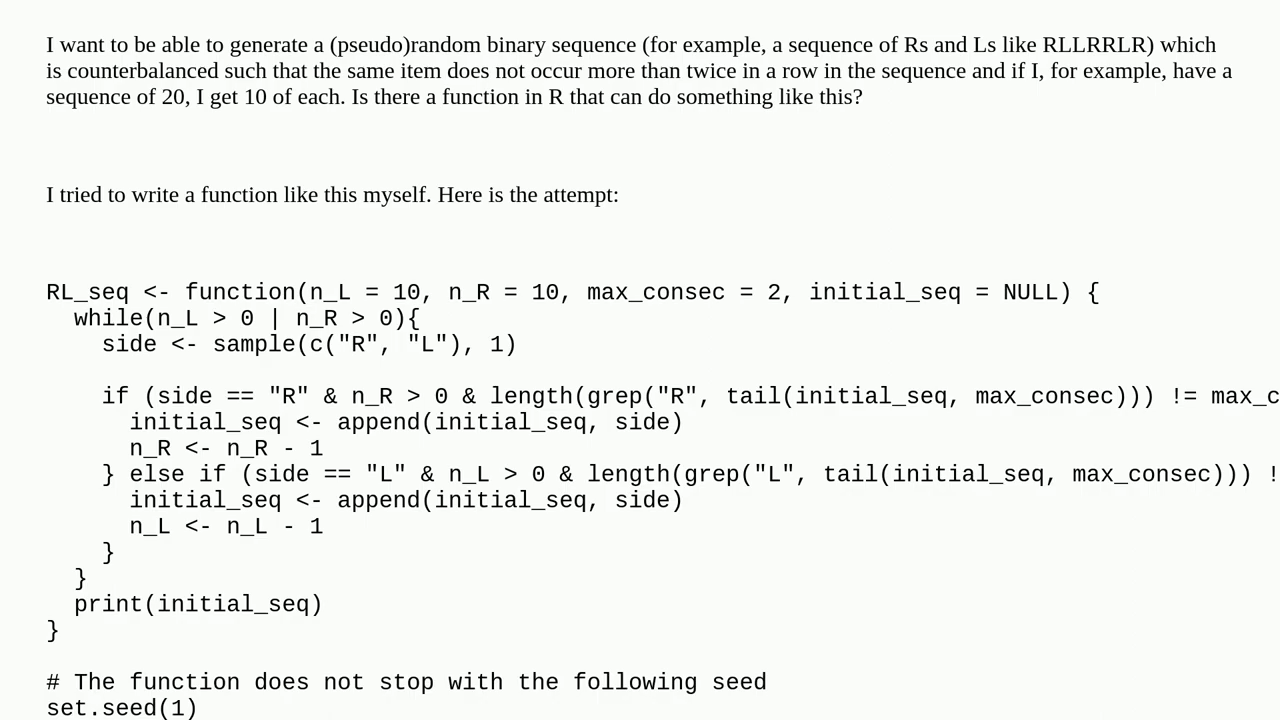 I want to be able to generate a (pseudo)random binary sequence (for example, a sequence of Rs and Ls like RLLRRLR) which
is counterbalanced such that the same item does not occur more than twice in a row in the sequence and if I, for example, have a
sequence of 20, I get 10 of each. Is there a function in R that can do something like this?
I tried to write a function like this myself. Here is the attempt:
RL_seq <- function(n_L = 10, n_R = 10, max_consec = 2, initial_seq = NULL) {
  while(n_L > 0 | n_R > 0){
    side <- sample(c("R", "L"), 1)
    if (side == "R" & n_R > 0 & length(grep("R", tail(initial_seq, max_consec))) != max_c
      initial_seq <- append(initial_seq, side)
      n_R <- n_R - 1
    } else if (side == "L" & n_L > 0 & length(grep("L", tail(initial_seq, max_consec))) !
      initial_seq <- append(initial_seq, side)
      n_L <- n_L - 1
    }
  }
  print(initial_seq)
}
# The function does not stop with the following seed
set.seed(1)